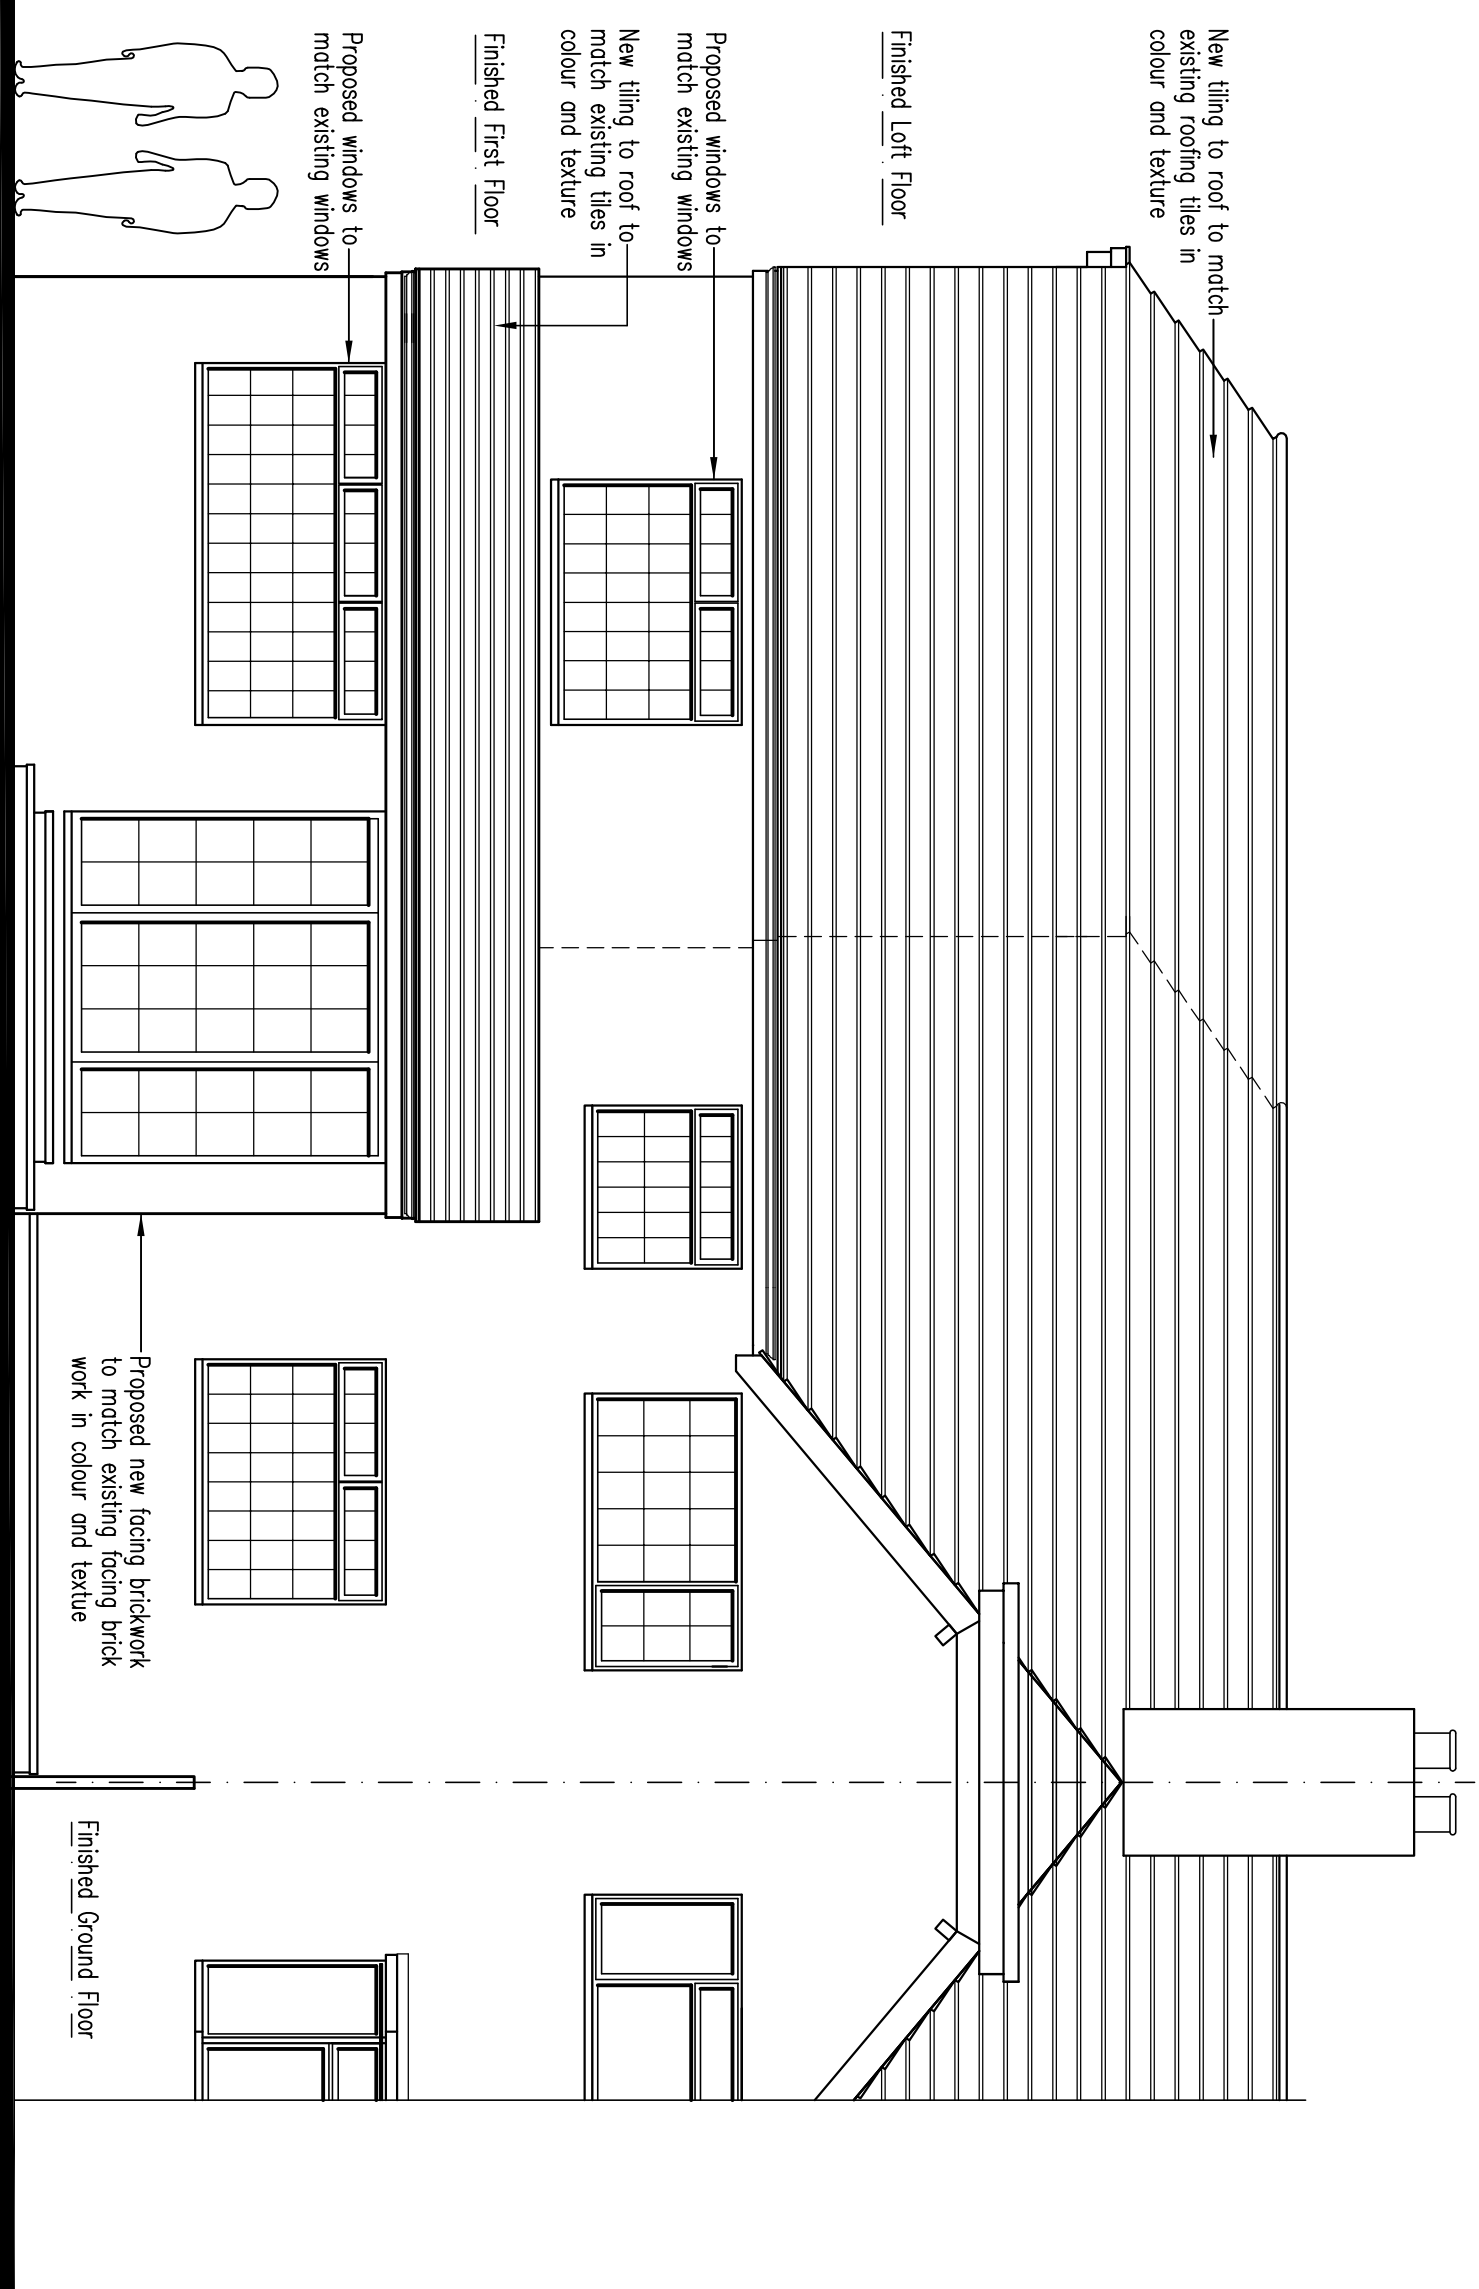 New tiling to roof to match
existing roofing tiles in
colour and texture
Finished Loft Floor
Proposed windows to
match existing windows
New tiling to roof to
match existing tiles in
colour and texture
Finished First Floor
Proposed windows to
match existing windows
Proposed new facing brickwork
to match existing facing brick
work in colour and textue
Finished Ground Floor